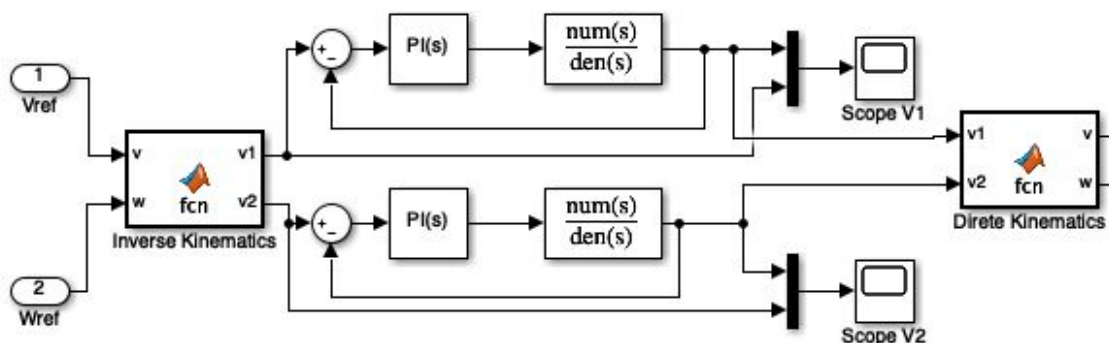 1
Vref
2
Wref
v
w
v1
v2
fcn
Inverse Kinematics
+
−
PI(s)
num(s)
den(s)
+
−
PI(s)
num(s)
den(s)
Scope V1
Scope V2
v1
v2
v
w
fcn
Direte Kinematics